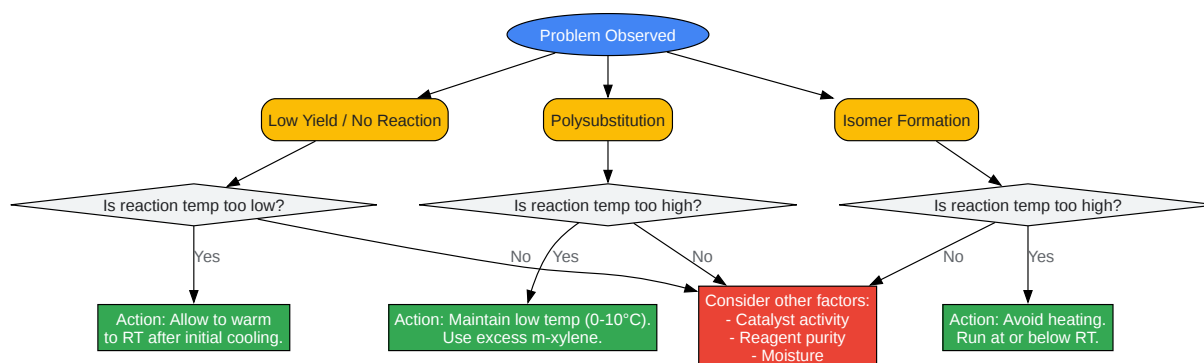 Problem Observed
Low Yield / No Reaction
Polysubstitution
Isomer Formation
Is reaction temp too low?
Is reaction temp too high?
Is reaction temp too high?
Yes
No
Yes
No
No
Yes
Action: Allow to warm
to RT after initial cooling.
Action: Maintain low temp (0-10°C).
Use excess m-xylene.
Consider other factors:
- Catalyst activity
- Reagent purity
- Moisture
Action: Avoid heating.
Run at or below RT.